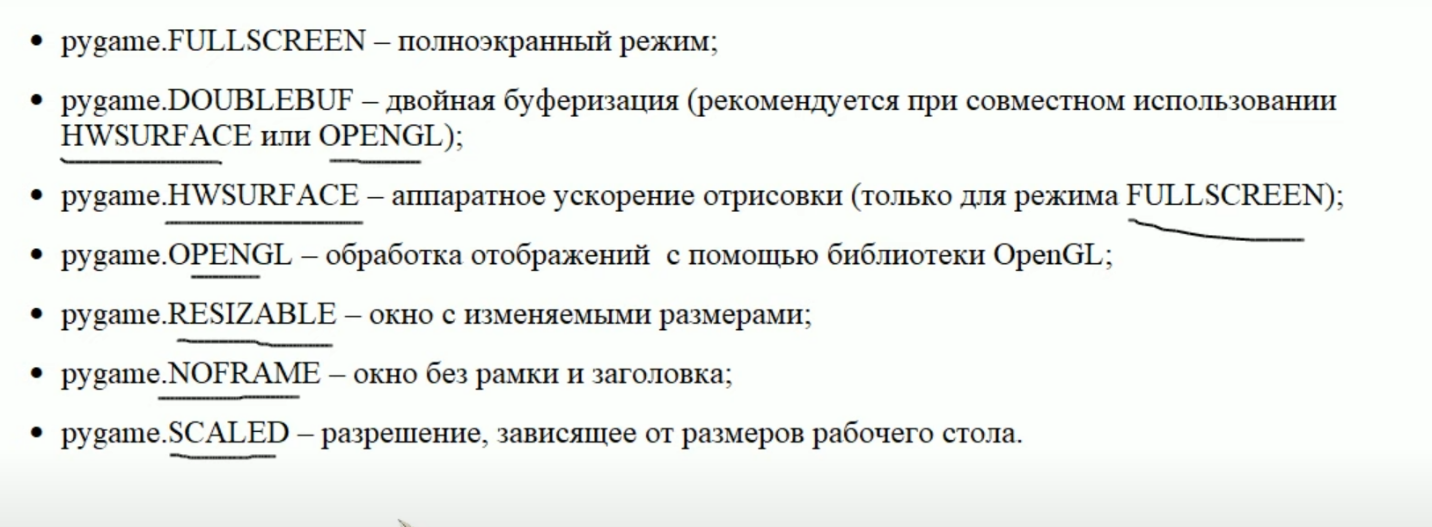 • pygame.FULLSCREEN – полноэкранный режим;
• pygame.DOUBLEBUF – двойная буферизация (рекомендуется при совместном использовании
HWSURFACE или OPENGL);
• pygame.HWSURFACE – аппаратное ускорение отрисовки (только для режима FULLSCREEN);
• pygame.OPENGL – обработка отображений с помощью библиотеки OpenGL;
• pygame.RESIZABLE – окно с изменяемыми размерами;
• pygame.NOFRAME – окно без рамки и заголовка;
• pygame.SCALED – разрешение, зависящее от размеров рабочего стола.